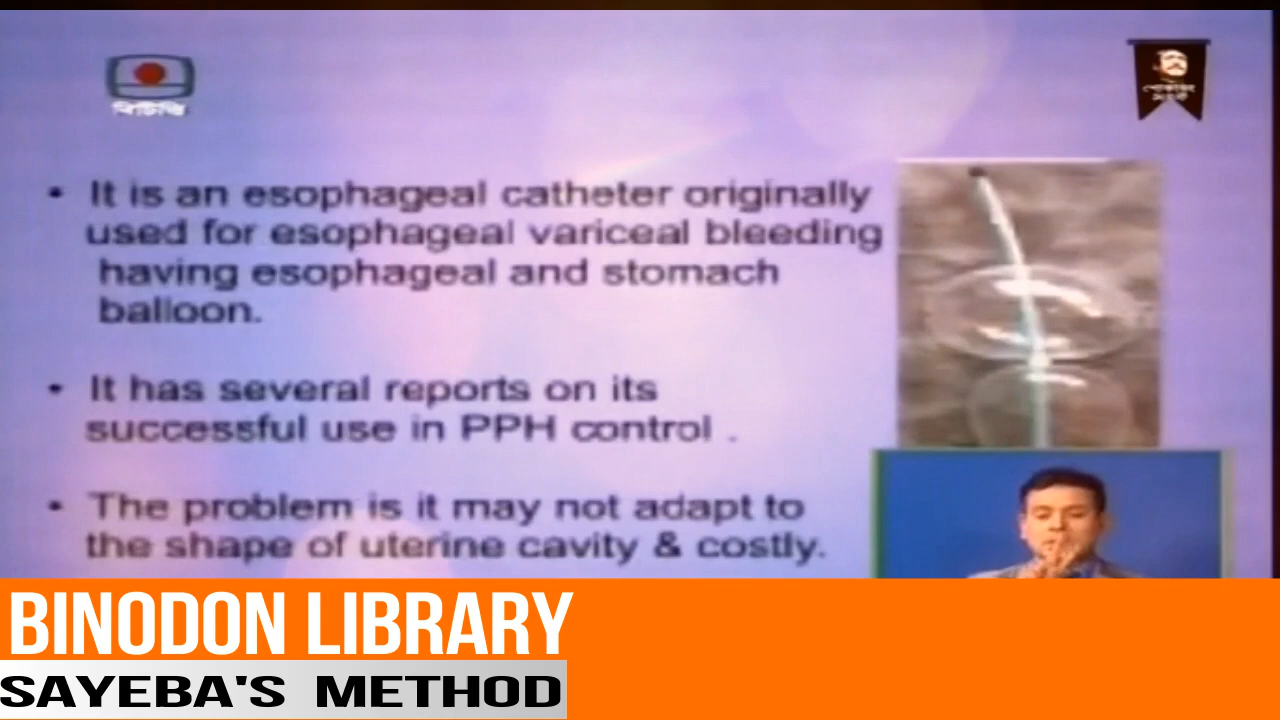 বিটিভি
• It is an esophageal catheter originally
used for esophageal variceal bleeding
having esophageal and stomach
balloon.
• It has several reports on its
successful use in PPH control .
• The problem is it may not adapt to
the shape of uterine cavity & costly.
BINODON LIBRARY
SAYEBA'S METHOD